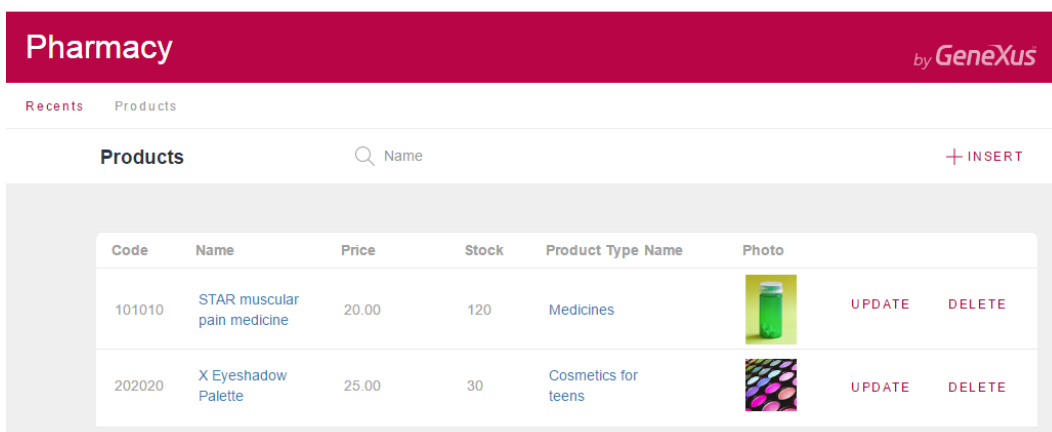 Pharmacy
by GeneXus
Recents Products
Products Name INSERT
Code Name Price Stock Product Type Name Photo
101010 STAR muscular pain medicine 20.00 120 Medicines UPDATE DELETE
202020 X Eyeshadow Palette 25.00 30 Cosmetics for teens UPDATE DELETE